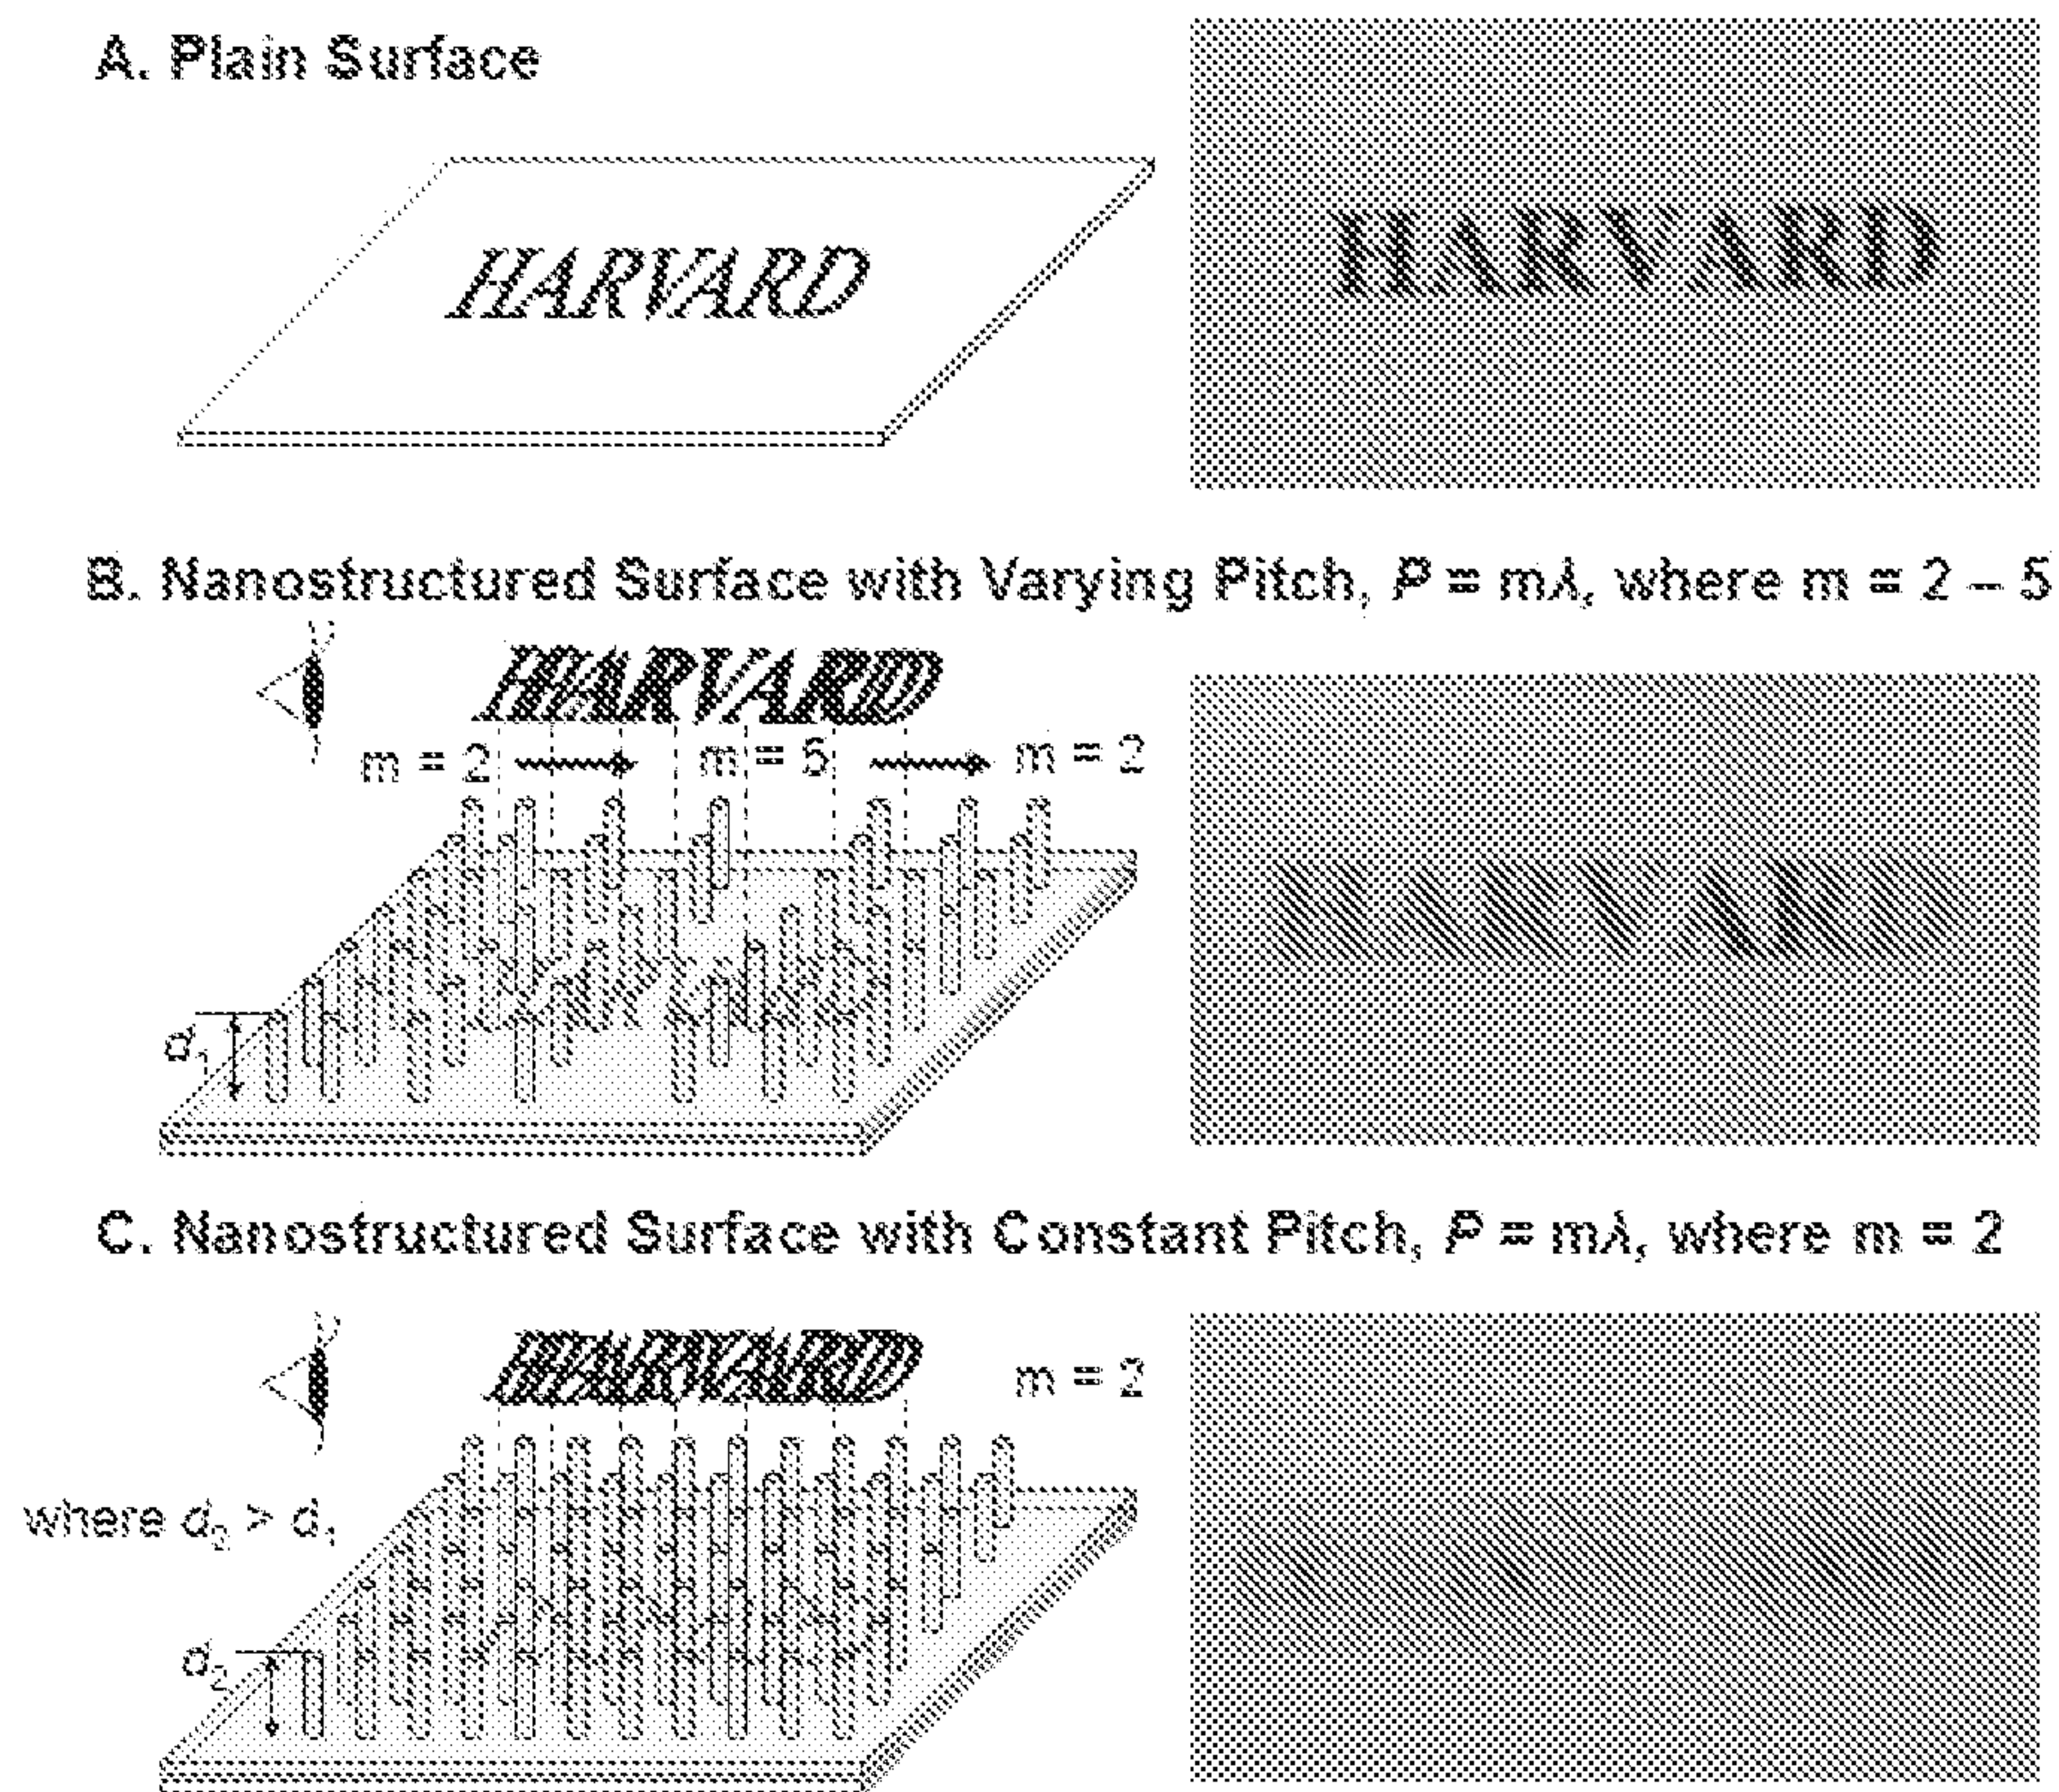 A. Plain Surface
HARVARD
HARVARD
B. Nanostructured Surface with Varying Pitch, P = mλ, where m = 2 – 5
HARVARD
m = 2
m = 5
m = 2
HARVARD
d₁
C. Nanostructured Surface with Constant Pitch, P = mλ, where m = 2
HARVARD
m = 2
where d₂ > d₁
d₂